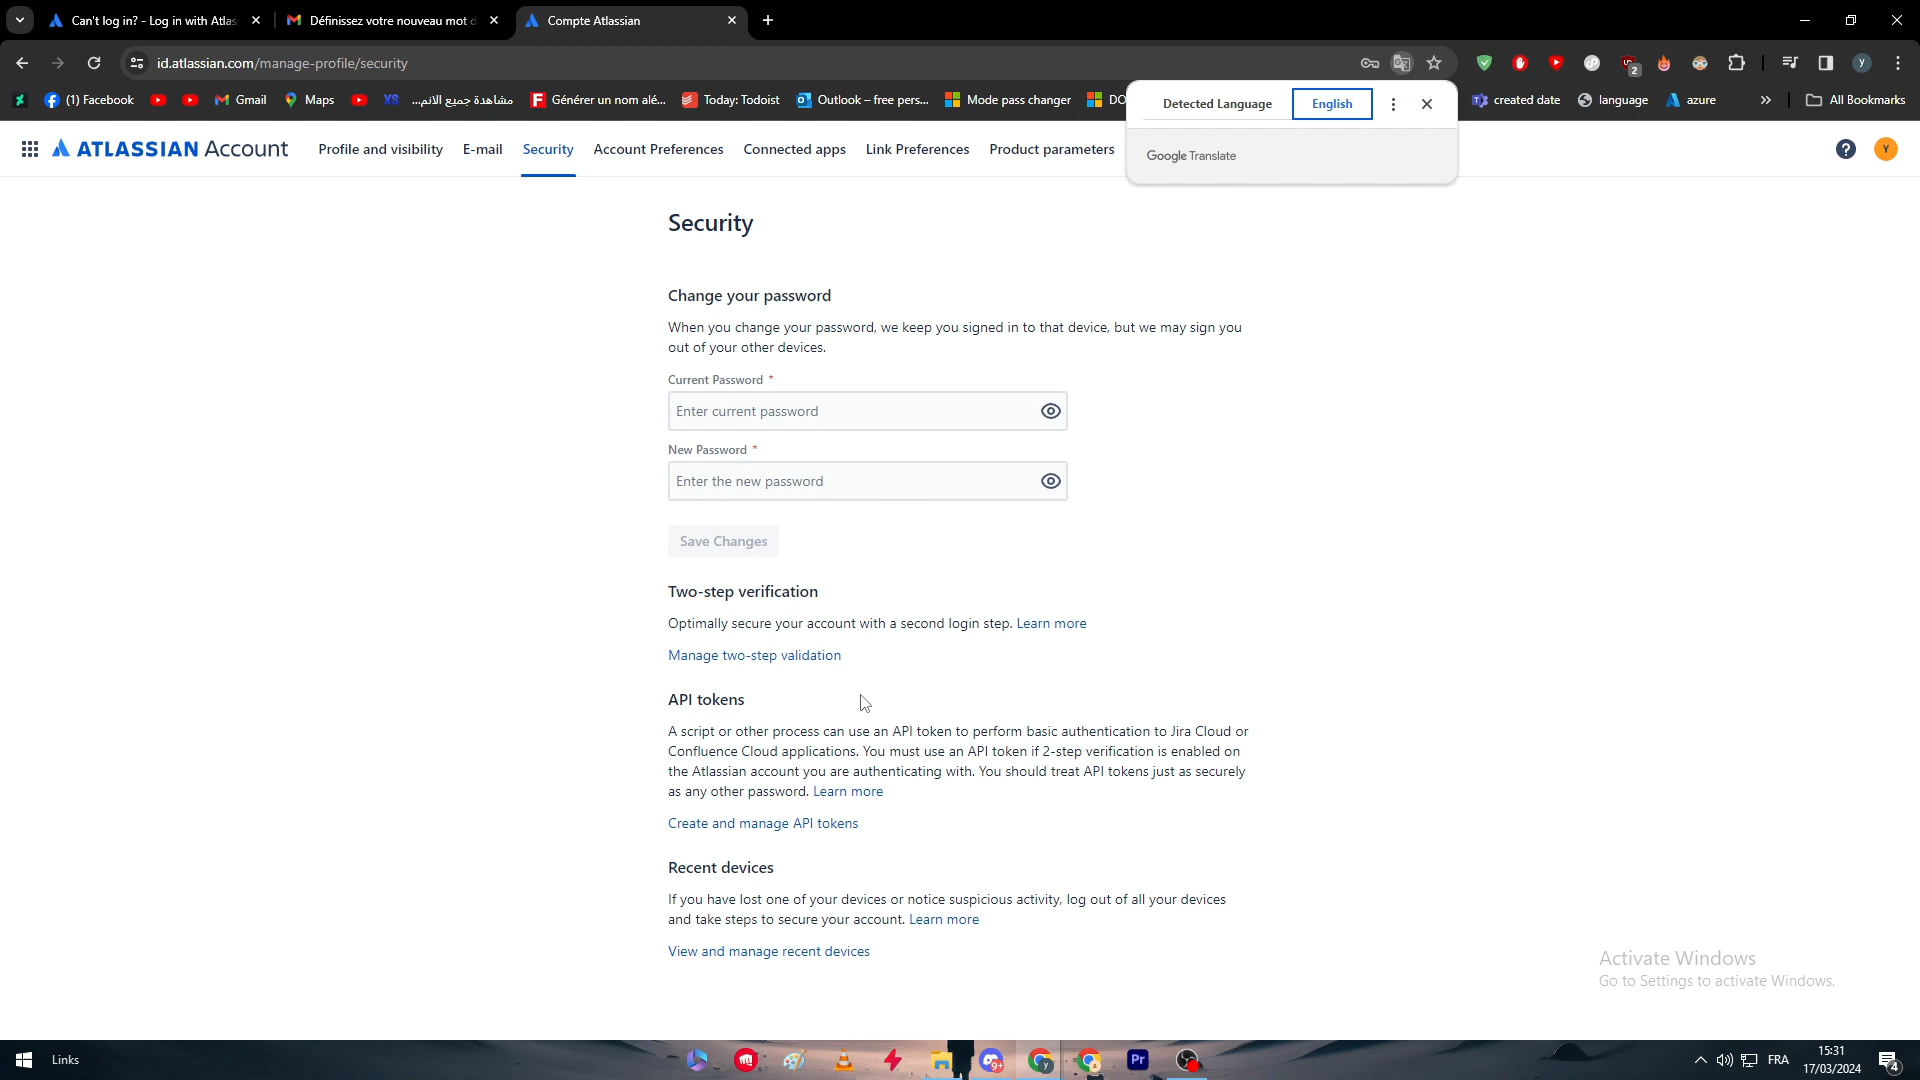 Can't log in? - Log in with Atlas
Définissez votre nouveau mot d
Compte Atlassian
id.atlassian.com/manage-profile/security
2
(1) Facebook
Gmail
Maps
XS
مشاهدة جميع الانم...
Générer un nom alé...
Today: Todoist
Outlook – free pers...
Mode pass changer
DO
created date
language
azure
»
All Bookmarks
Detected Language
English
Google Translate
ATLASSIAN Account
Profile and visibility
E-mail
Security
Account Preferences
Connected apps
Link Preferences
Product parameters
Y
Security
Change your password
When you change your password, we keep you signed in to that device, but we may sign you
out of your other devices.
Current Password *
Enter current password
New Password *
Enter the new password
Save Changes
Two-step verification
Optimally secure your account with a second login step. Learn more
Manage two-step validation
API tokens
A script or other process can use an API token to perform basic authentication to Jira Cloud or
Confluence Cloud applications. You must use an API token if 2-step verification is enabled on
the Atlassian account you are authenticating with. You should treat API tokens just as securely
as any other password. Learn more
Create and manage API tokens
Recent devices
If you have lost one of your devices or notice suspicious activity, log out of all your devices
and take steps to secure your account. Learn more
View and manage recent devices
Activate Windows
Go to Settings to activate Windows.
Links
9+
Pr
FRA
15:31
17/03/2024
4